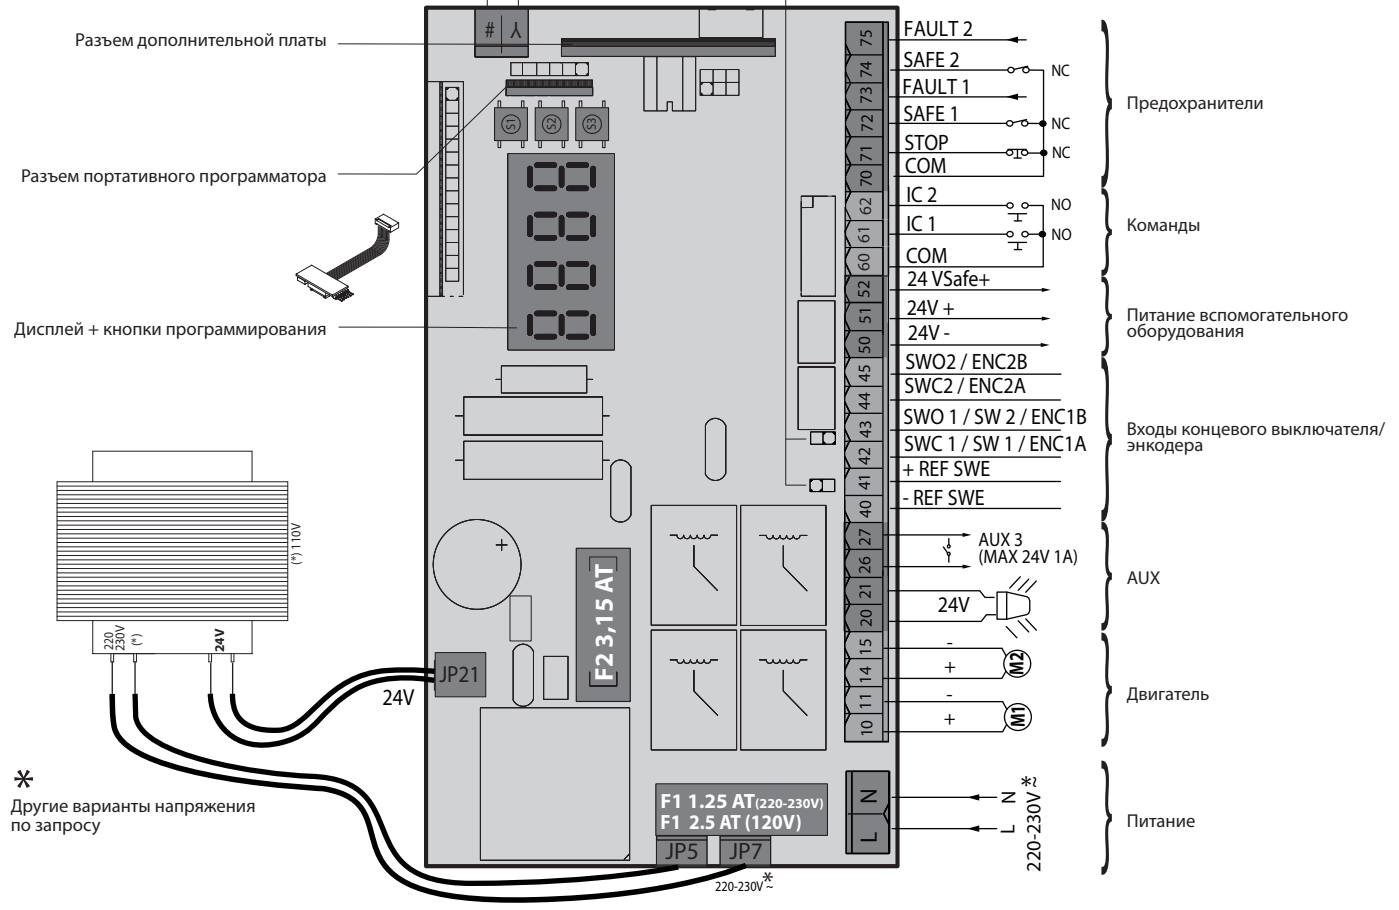 # Y
Разъем дополнительной платы
S1 S2 S3
Разъем портативного программатора
Дисплей + кнопки программирования
75 FAULT 2
74 SAFE 2 NC
73 FAULT 1
72 SAFE 1 NC
71 STOP NC
70 COM
Предохранители
62 IC 2 NO
61 IC 1 NO
60 COM
Команды
52 24 VSafe+
51 24V +
50 24V -
Питание вспомогательного
оборудования
45 SWO2 / ENC2B
44 SWC2 / ENC2A
43 SWO 1 / SW 2 / ENC1B
42 SWC 1 / SW 1 / ENC1A
41 + REF SWE
40 - REF SWE
Входы концевого выключателя/
энкодера
27
26
AUX 3
(MAX 24V 1A)
21
20
24V
AUX
15 -
14 +
M2
11 -
10 +
M1
Двигатель
(*) 110V
220
230V
(*)
24V
+
F2 3,15 AT
JP21
24V
*
Другие варианты напряжения
по запросу
F1 1.25 AT(220-230V)
F1 2.5 AT (120V)
JP5 JP7
220-230V*~
N N
L L
220-230V*~
Питание